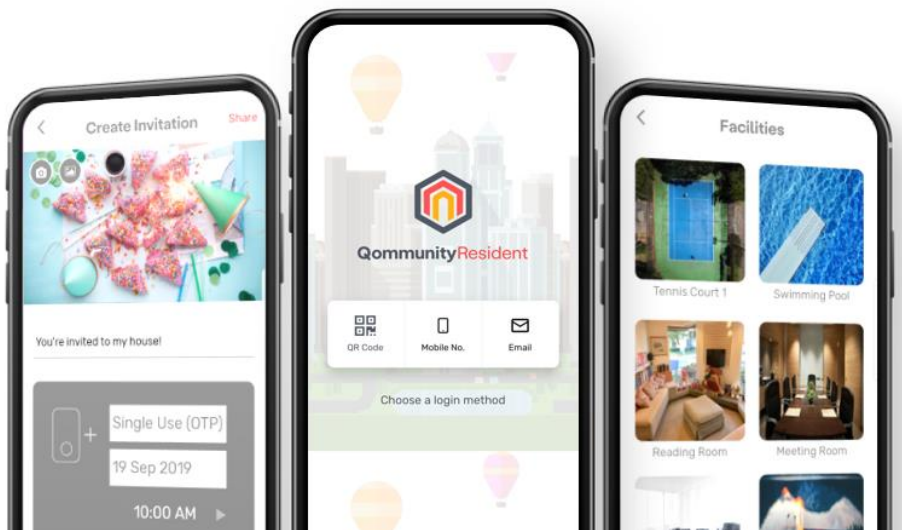 Create Invitation
Share
You're invited to my house!
+
Single Use (OTP)
19 Sep 2019
10:00 AM
QommunityResident
QR Code
Mobile No.
Email
Choose a login method
Facilities
Tennis Court 1
Swimming Pool
Reading Room
Meeting Room